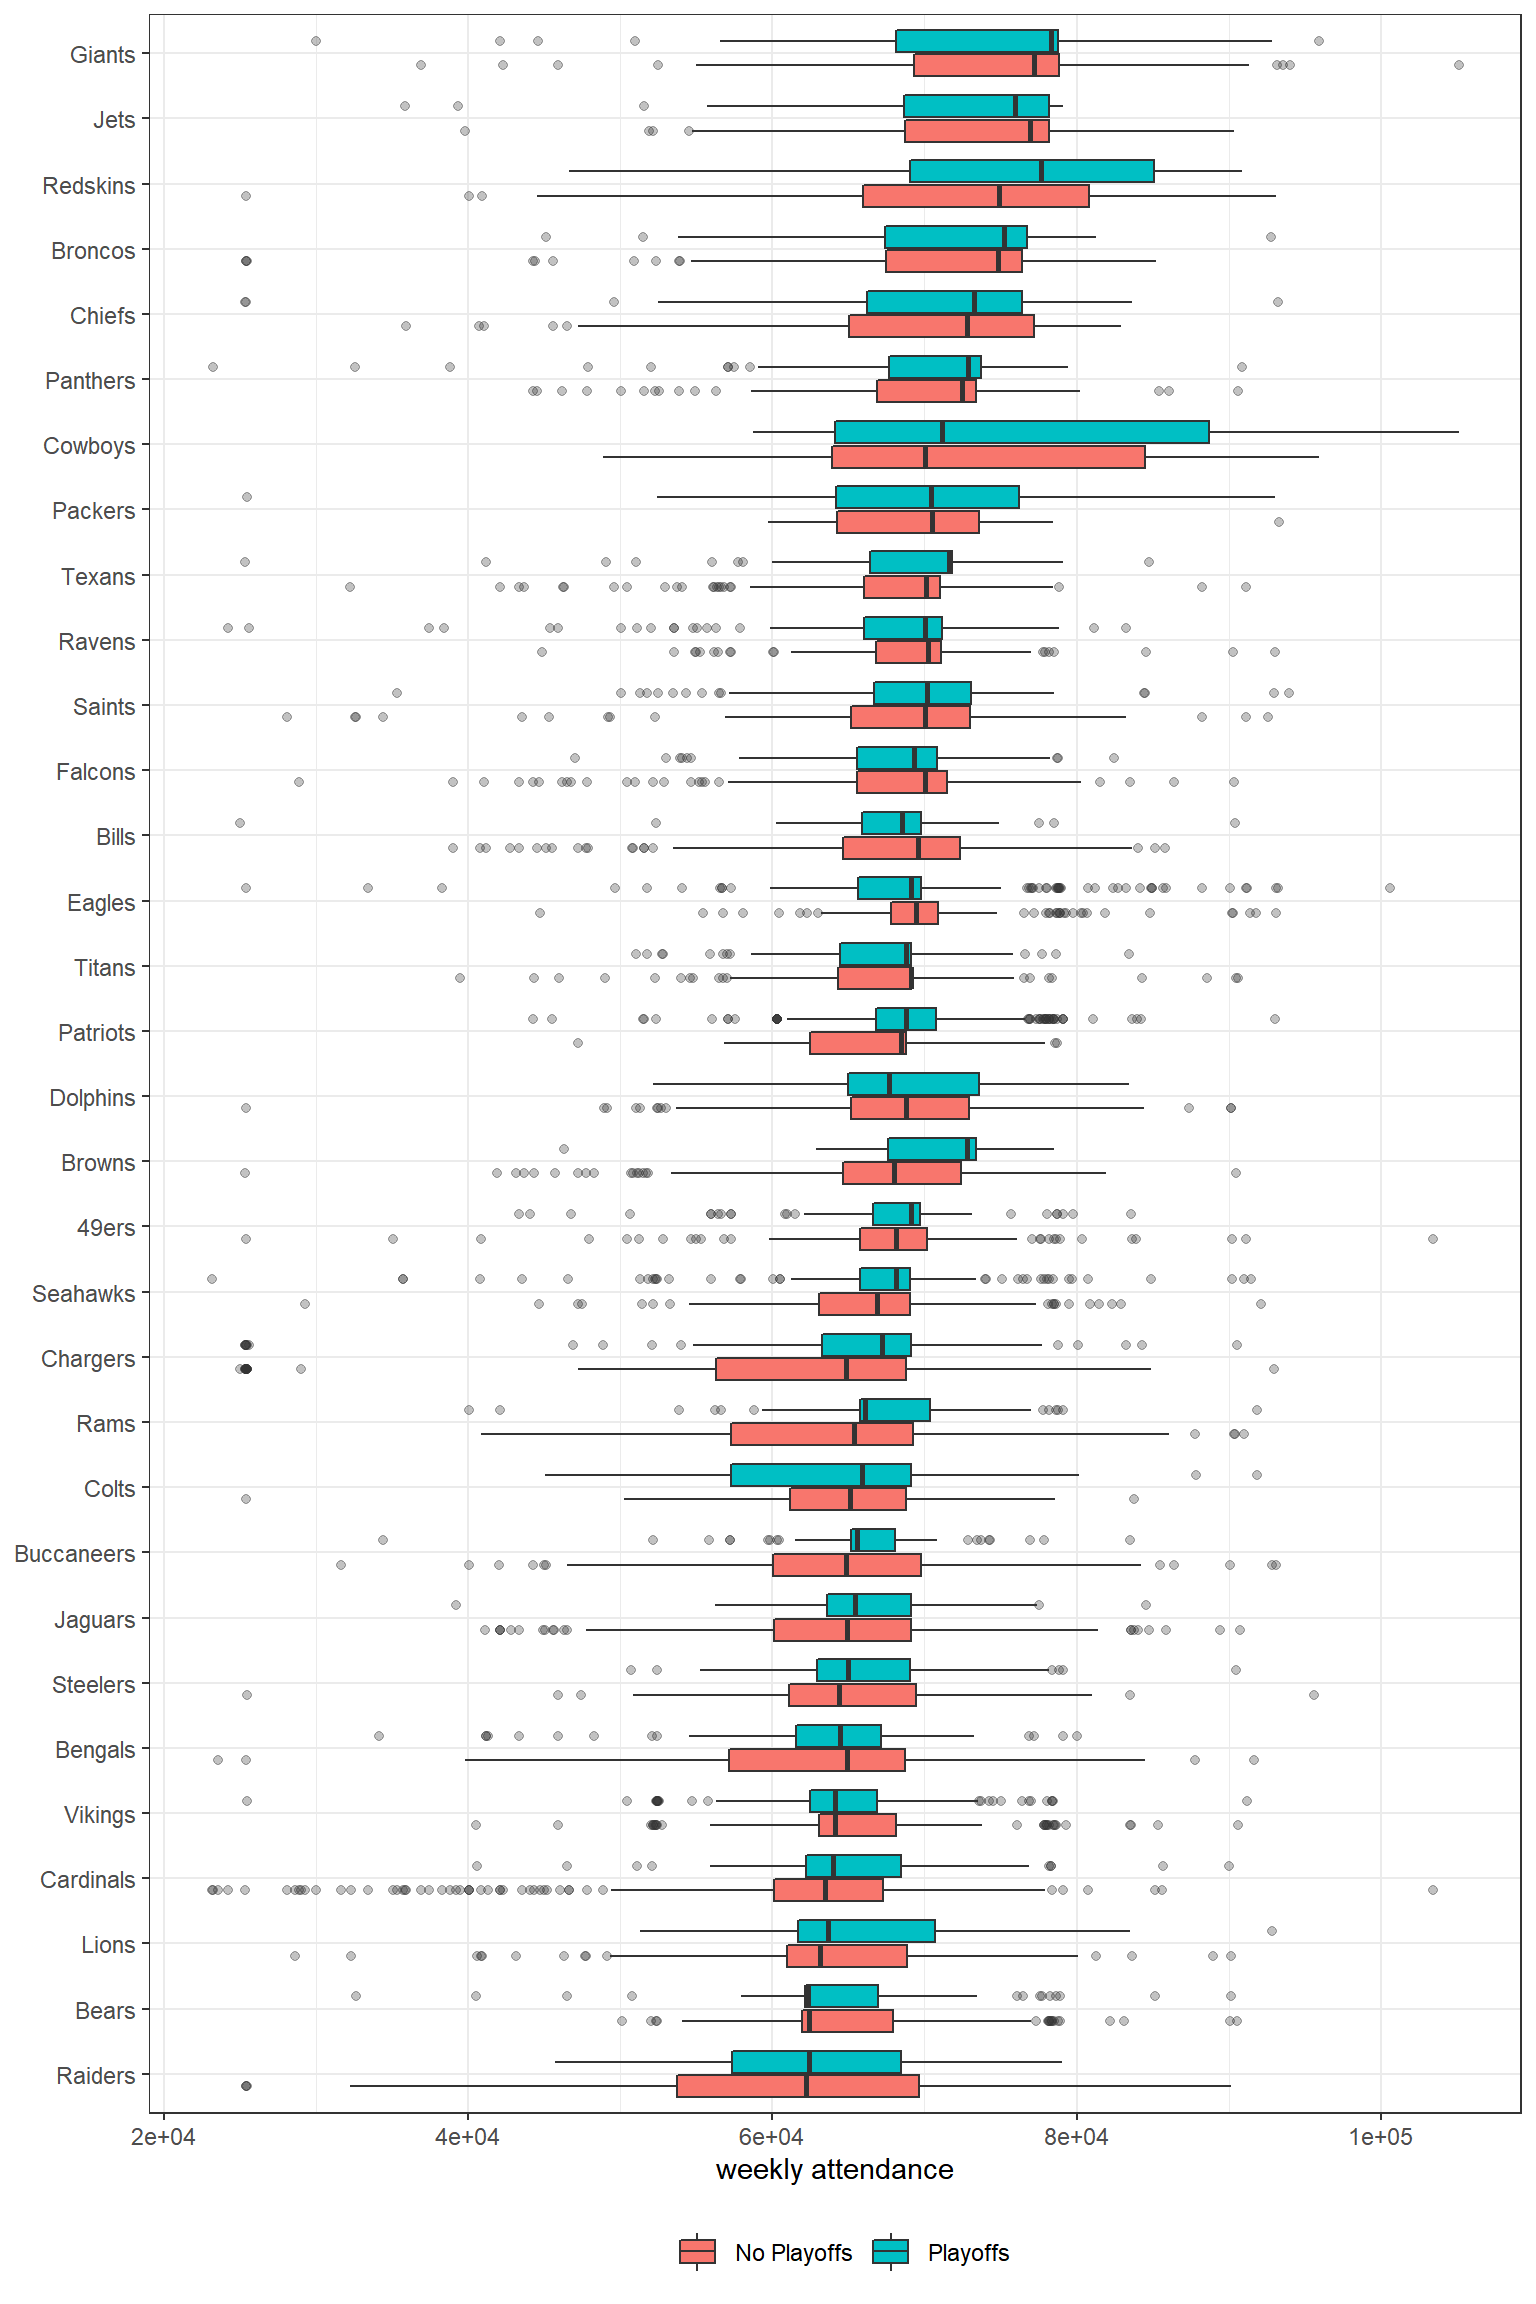 Giants
Jets
Redskins
Broncos
Chiefs
Panthers
Cowboys
Packers
Texans
Ravens
Saints
Falcons
Bills
Eagles
Titans
Patriots
Dolphins
Browns
49ers
Seahawks
Chargers
Rams
Colts
Buccaneers
Jaguars
Steelers
Bengals
Vikings
Cardinals
Lions
Bears
Raiders
2e+04 4e+04 6e+04 8e+04 1e+05
weekly attendance
No Playoffs Playoffs